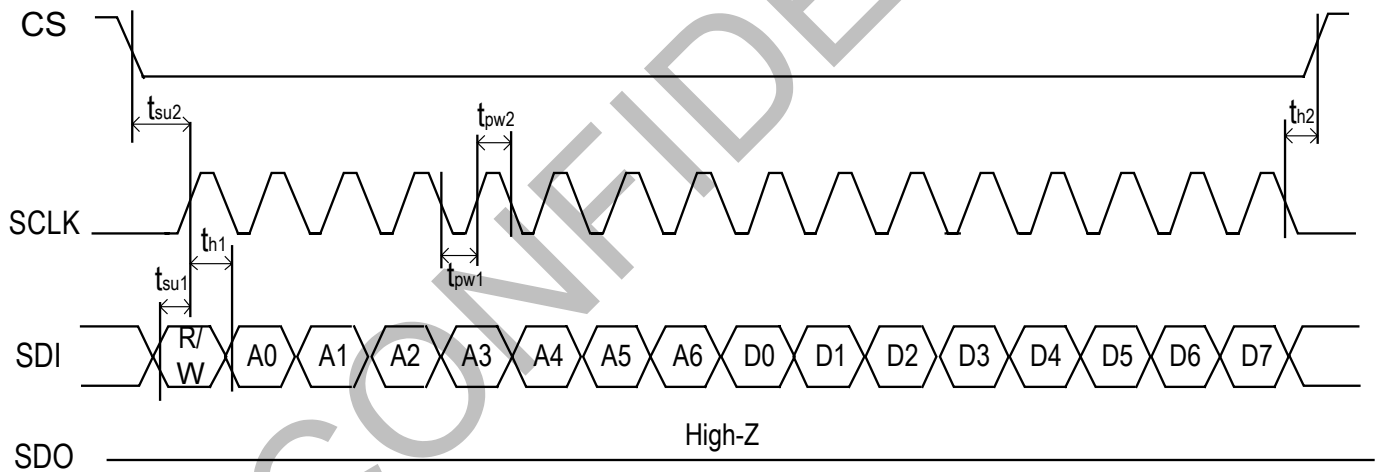 CS
tsu2
tpw2
th2
SCLK
th1
tsu1
tpw1
SDI
R/
W
A0
A1
A2
A3
A4
A5
A6
D0
D1
D2
D3
D4
D5
D6
D7
High-Z
SDO
CONFIDE